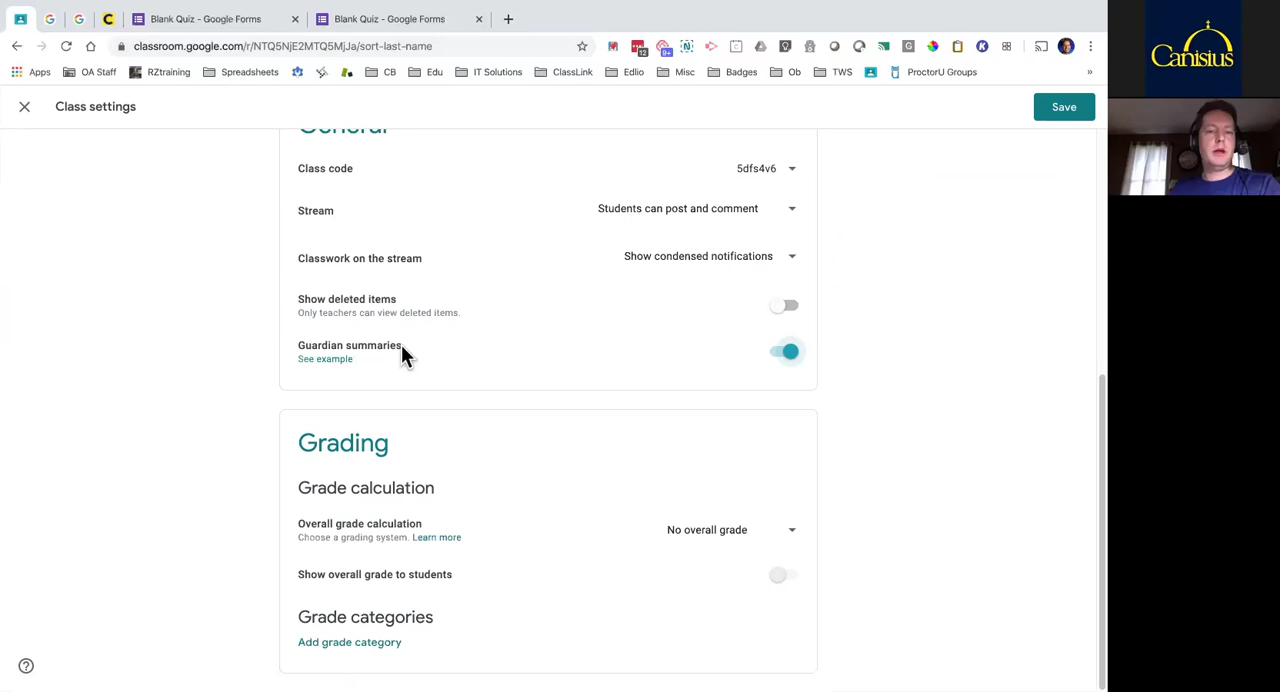 Blank Quiz - Google Forms
Blank Quiz - Google Forms
classroom.google.com/r/NTQ5NjE2MTQ5MjJa/sort-last-name
12
9+
Apps
OA Staff
RZtraining
Spreadsheets
CB
Edu
IT Solutions
ClassLink
Edlio
Misc
Badges
Ob
TWS
ProctorU Groups
»
Canisius
Class settings
Save
General
Class code
5dfs4v6
Stream
Students can post and comment
Classwork on the stream
Show condensed notifications
Show deleted items
Only teachers can view deleted items.
Guardian summaries
See example
Grading
Grade calculation
Overall grade calculation
No overall grade
Choose a grading system. Learn more
Show overall grade to students
Grade categories
Add grade category